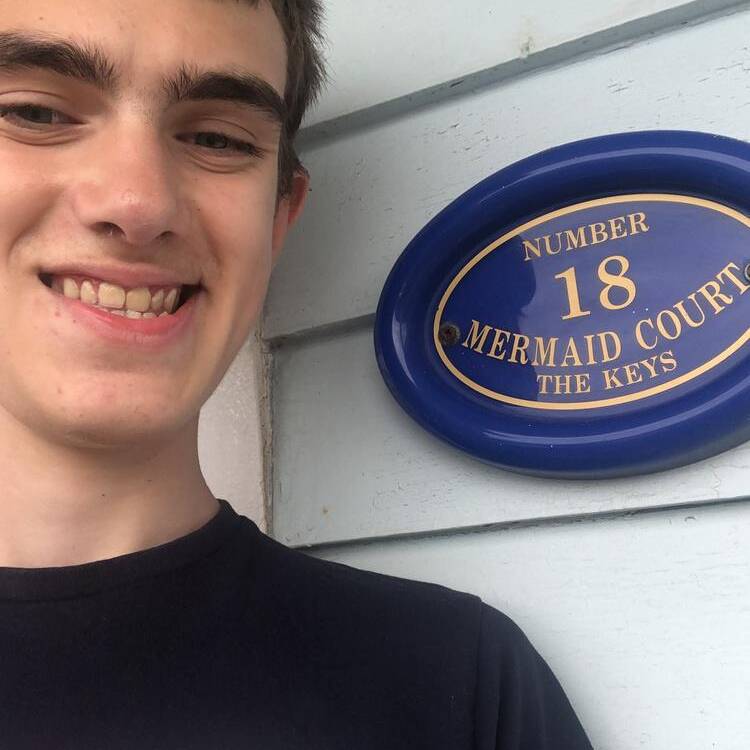 NUMBER
18
MERMAID COURT
THE KEYS